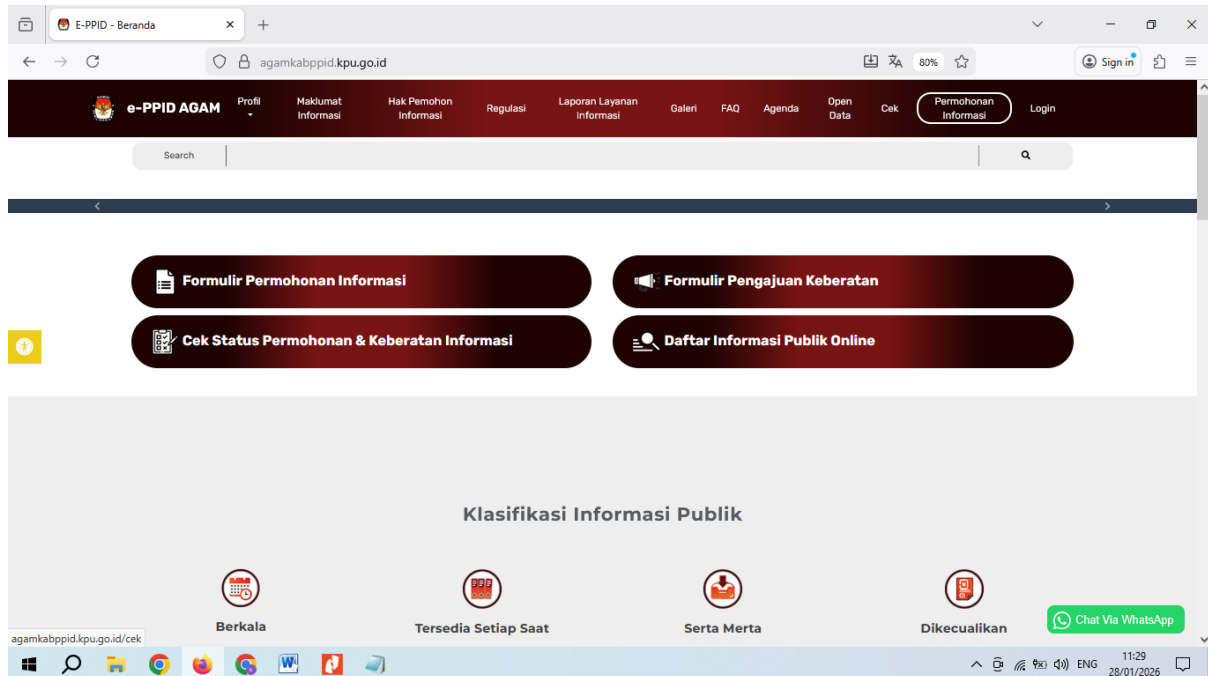 E-PPID - Beranda
agamkabppid.kpu.go.id
80%
Sign in
e-PPID AGAM
Profil
Maklumat
Informasi
Hak Pemohon
Informasi
Regulasi
Laporan Layanan
Informasi
Galeri
FAQ
Agenda
Open
Data
Cek
Permohonan
Informasi
Login
Search
Formulir Permohonan Informasi
Formulir Pengajuan Keberatan
Cek Status Permohonan & Keberatan Informasi
Daftar Informasi Publik Online
Klasifikasi Informasi Publik
Berkala
Tersedia Setiap Saat
Serta Merta
Dikecualikan
Chat Via WhatsApp
agamkabppid.kpu.go.id/cek
ENG
11:29
28/01/2026